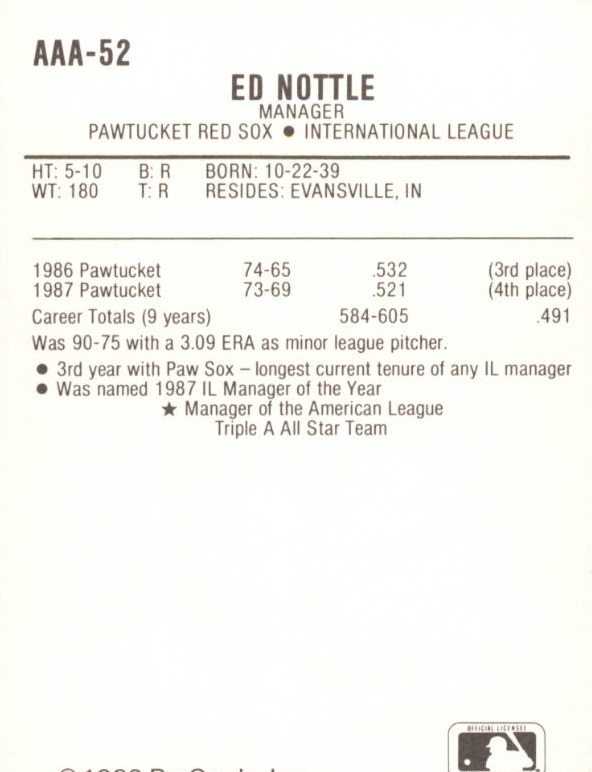 AAA-52
ED NOTTLE
MANAGER
PAWTUCKET RED SOX ● INTERNATIONAL LEAGUE
HT: 5-10 B: R BORN: 10-22-39
WT: 180 T: R RESIDES: EVANSVILLE, IN
1986 Pawtucket 74-65 .532 (3rd place)
1987 Pawtucket 73-69 .521 (4th place)
Career Totals (9 years) 584-605 .491
Was 90-75 with a 3.09 ERA as minor league pitcher.
● 3rd year with Paw Sox – longest current tenure of any IL manager
● Was named 1987 IL Manager of the Year
★ Manager of the American League
Triple A All Star Team
OFFICIAL LICENSEE